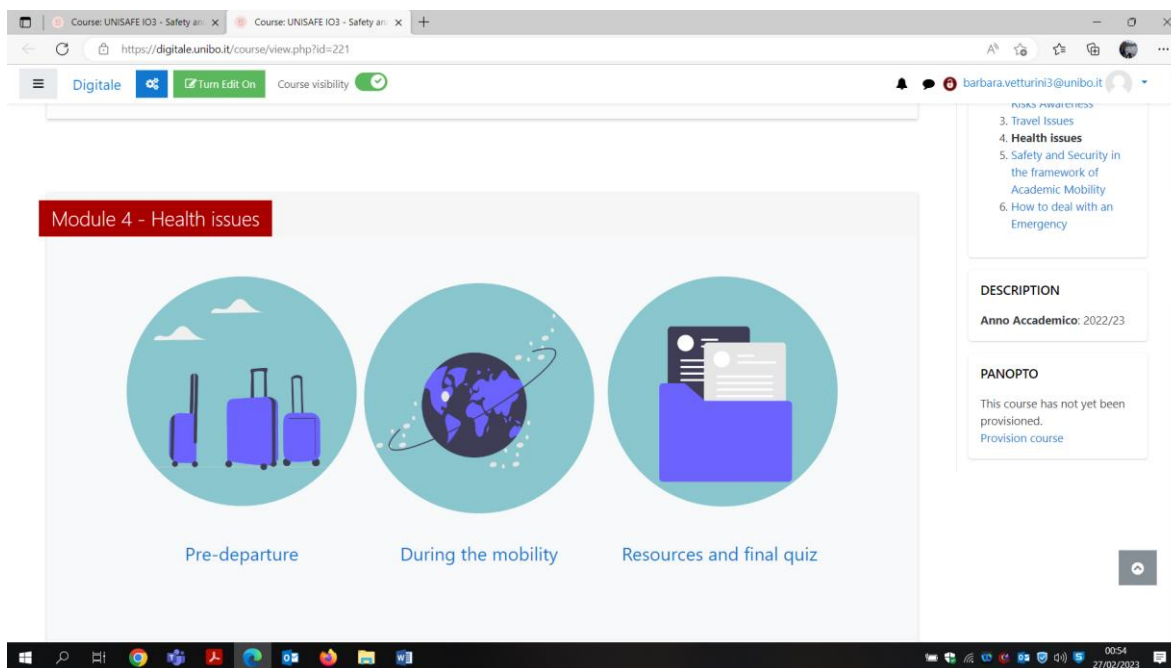 Course: UNISAFE IO3 - Safety an
Course: UNISAFE IO3 - Safety an
https://digitale.unibo.it/course/view.php?id=221
Digitale
Turn Edit On
Course visibility
barbara.vetturini3@unibo.it
Risks Awareness
3. Travel Issues
4. Health issues
5. Safety and Security in
the framework of
Academic Mobility
6. How to deal with an
Emergency
Module 4 - Health issues
DESCRIPTION
Anno Accademico: 2022/23
PANOPTO
This course has not yet been
provisioned.
Provision course
Pre-departure
During the mobility
Resources and final quiz
00:54
27/02/2023